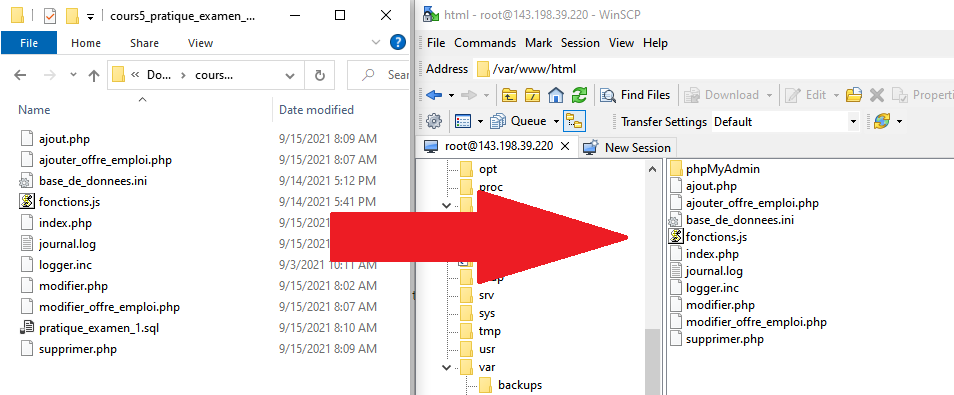 cours5_pratique_examen_...
File
Home
Share
View
Do...
cours...
Sear
Name
Date modified
ajout.php
9/15/2021 8:09 AM
ajouter_offre_emploi.php
9/15/2021 8:07 AM
base_de_donnees.ini
9/14/2021 5:12 PM
fonctions.js
9/14/2021 5:41 PM
index.php
9/15/2021
journal.log
9/15/2021
logger.inc
9/3/2021 10:11 AM
modifier.php
9/15/2021 8:02 AM
modifier_offre_emploi.php
9/15/2021 8:07 AM
pratique_examen_1.sql
9/15/2021 8:10 AM
supprimer.php
9/15/2021 8:09 AM
html - root@143.198.39.220 - WinSCP
File Commands Mark Session View Help
Address /var/www/html
Find Files Download Edit Properti
Queue Transfer Settings Default
root@143.198.39.220 New Session
opt
proc
srv
sys
tmp
usr
var
backups
phpMyAdmin
ajout.php
ajouter_offre_emploi.php
base_de_donnees.ini
fonctions.js
index.php
journal.log
logger.inc
modifier.php
modifier_offre_emploi.php
supprimer.php